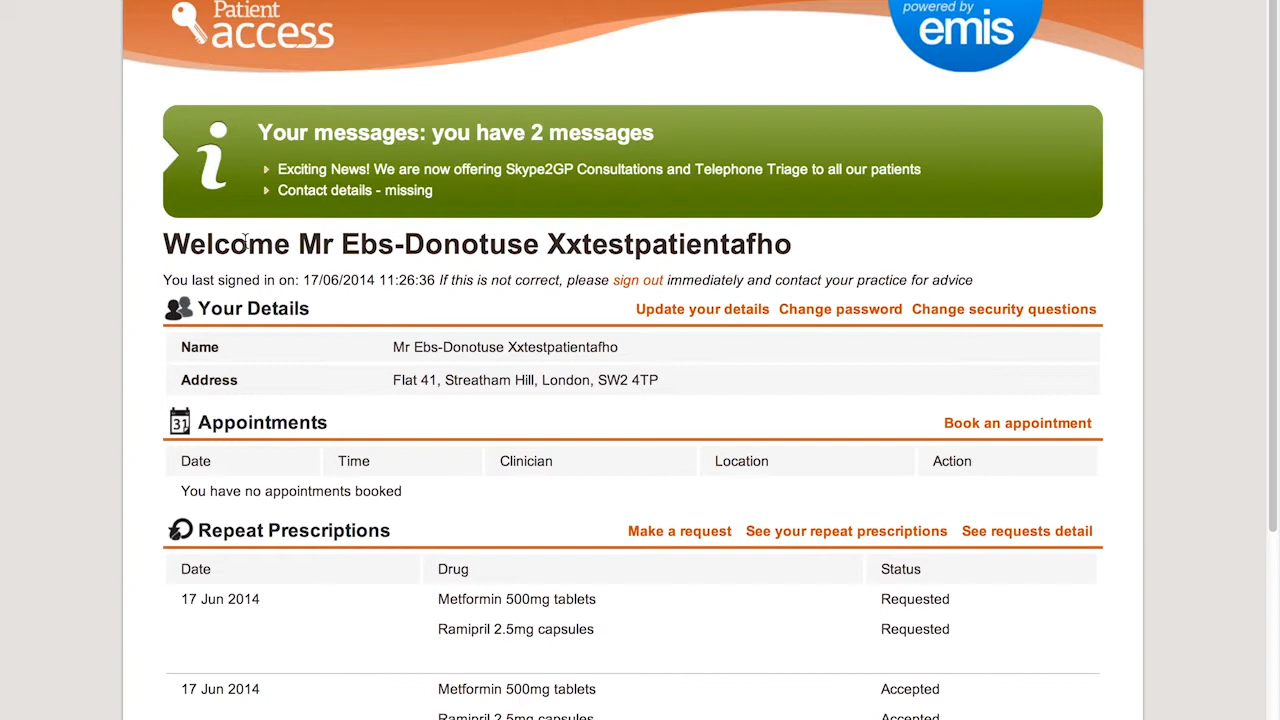 Patient
access
powered by
emis
Your messages: you have 2 messages
Exciting News! We are now offering Skype2GP Consultations and Telephone Triage to all our patients
Contact details - missing
Welcome Mr Ebs-Donotuse Xxtestpatientafho
You last signed in on: 17/06/2014 11:26:36 If this is not correct, please sign out immediately and contact your practice for advice
Your Details Update your details Change password Change security questions
Name Mr Ebs-Donotuse Xxtestpatientafho
Address Flat 41, Streatham Hill, London, SW2 4TP
31 Appointments Book an appointment
Date Time Clinician Location Action
You have no appointments booked
Repeat Prescriptions Make a request See your repeat prescriptions See requests detail
Date Drug Status
17 Jun 2014 Metformin 500mg tablets Requested
Ramipril 2.5mg capsules Requested
17 Jun 2014 Metformin 500mg tablets Accepted
Ramipril 2.5mg capsules Accepted